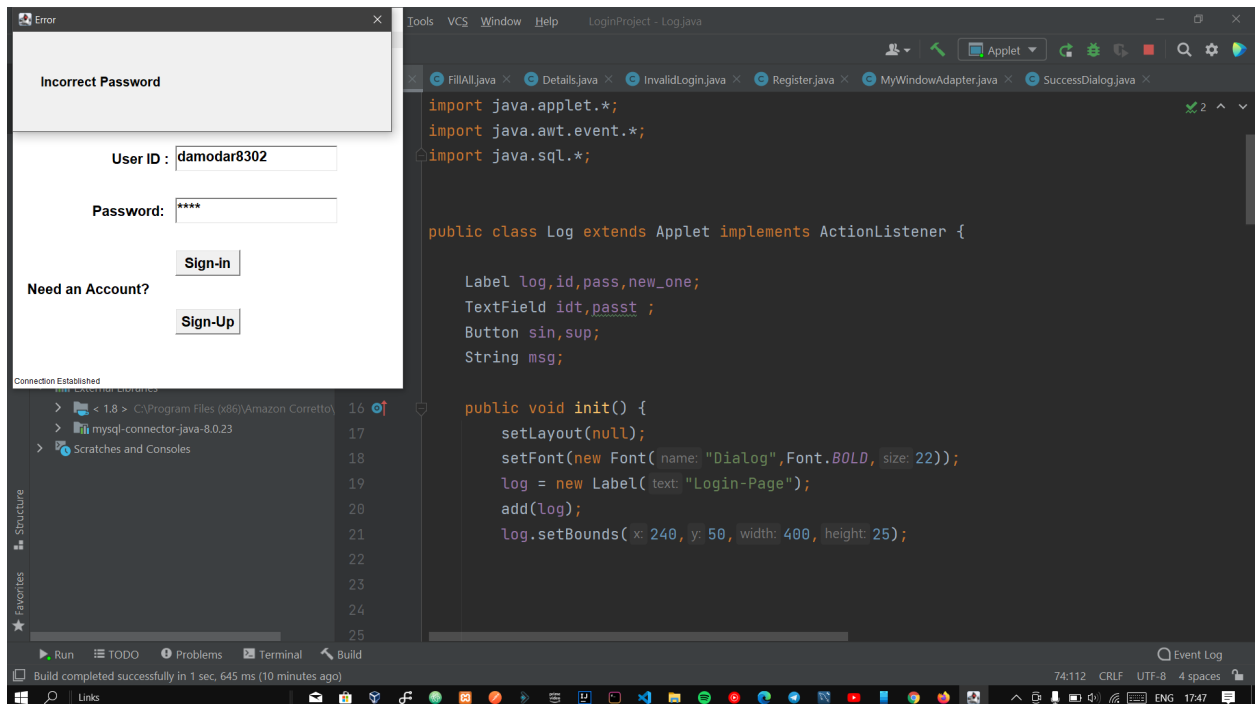 Error
Tools VCS Window Help LoginProject - Log.java
Applet
Incorrect Password
FillAll.java Details.java InvalidLogin.java Register.java MyWindowAdapter.java SuccessDialog.java
import java.applet.*;
2
import java.awt.event.*;
import java.sql.*;
User ID : damodar8302
Password: ****
public class Log extends Applet implements ActionListener {
Sign-in
Need an Account?
Sign-Up
Label log,id,pass,new_one;
TextField idt,passt ;
Button sin,sup;
String msg;
Connection Established
External Libraries
< 1.8 > C:\Program Files (x86)\Amazon Corretto\
mysql-connector-java-8.0.23
Scratches and Consoles
16 public void init() {
17 setLayout(null);
18 setFont(new Font( name: "Dialog",Font.BOLD, size: 22));
19 log = new Label( text: "Login-Page");
20 add(log);
21 log.setBounds( x: 240, y: 50, width: 400, height: 25);
22
23
24
25
Structure
Favorites
Run TODO Problems Terminal Build Event Log
Build completed successfully in 1 sec, 645 ms (10 minutes ago) 74:112 CRLF UTF-8 4 spaces
Links ENG 17:47